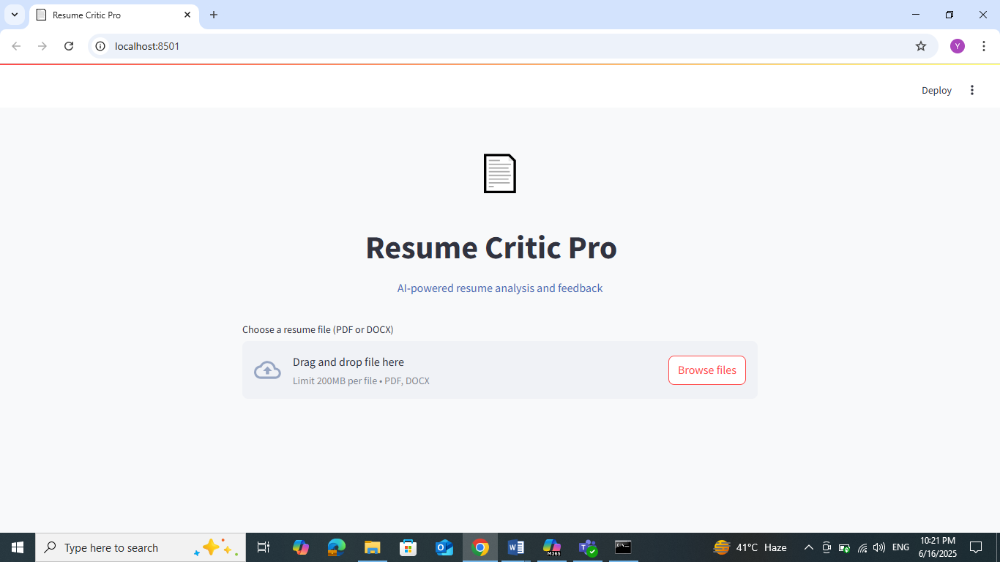 Resume Critic Pro
localhost:8501
Y
Deploy
Resume Critic Pro
AI-powered resume analysis and feedback
Choose a resume file (PDF or DOCX)
Drag and drop file here
Limit 200MB per file • PDF, DOCX
Browse files
Type here to search
M365
41°C Haze
ENG
10:21 PM
6/16/2025